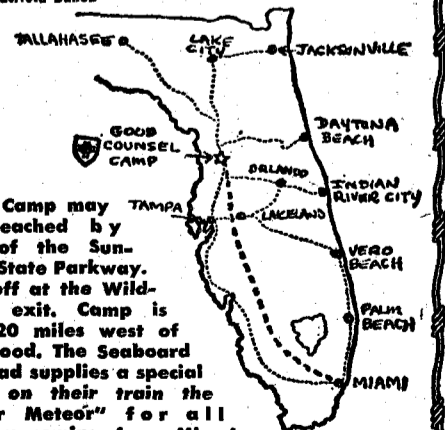 TALLAHASEE
LAKE
CITY
JACKSONVILLE
GOOD
COUNSEL
CAMP
DAYTONA
BEACH
ORLANDO
INDIAN
RIVER CITY
TAMPA
LAKELAND
VERO
BEACH
PALM
BEACH
MIAMI
Camp may
eached by
of the Sun-
State Parkway.
off at the Wild-
exit. Camp is
20 miles west of
ood. The Seaboard
ad supplies a special
on their train the
r Meteor" for all